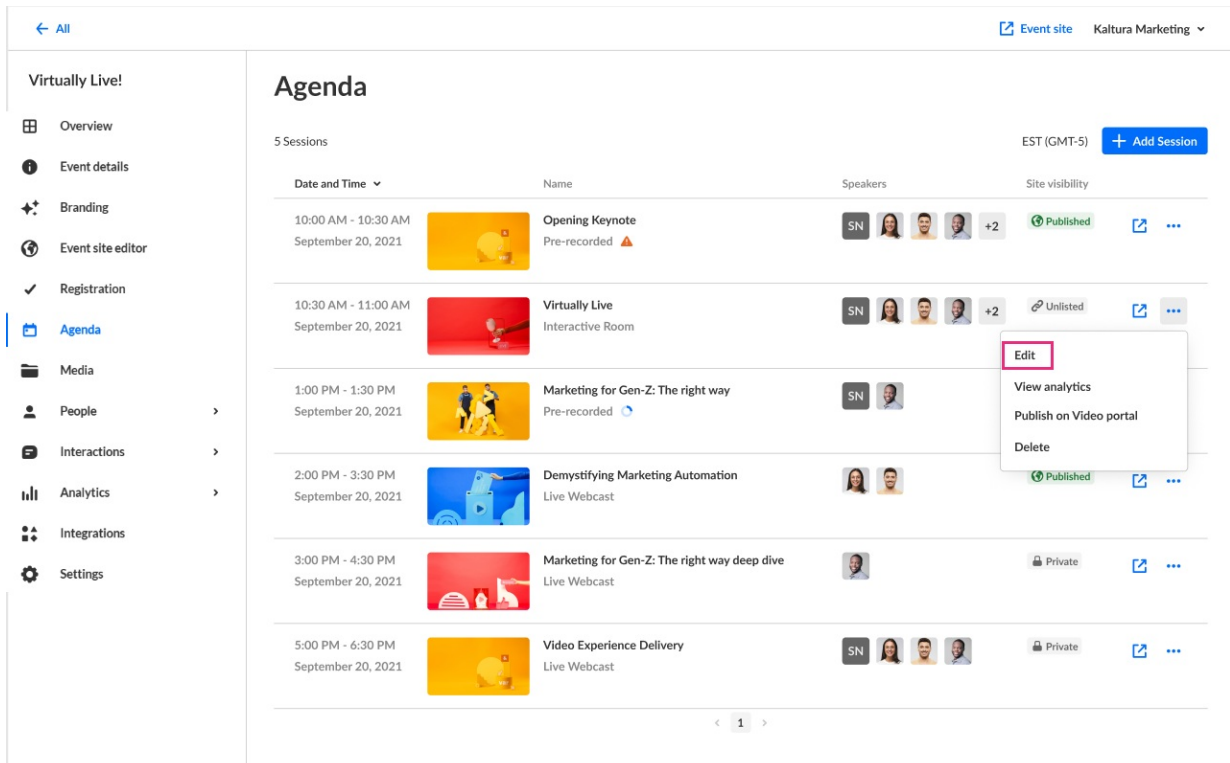 All
Event site
Kaltura Marketing
Virtually Live!
Overview
Event details
Branding
Event site editor
Registration
Agenda
Media
People
Interactions
Analytics
Integrations
Settings
Agenda
5 Sessions
EST (GMT-5)
Add Session
Date and Time
Name
Speakers
Site visibility
10:00 AM - 10:30 AM
September 20, 2021
Opening Keynote
Pre-recorded
SN
+2
Published
10:30 AM - 11:00 AM
September 20, 2021
Virtually Live
Interactive Room
SN
+2
Unlisted
Edit
View analytics
Publish on Video portal
Delete
1:00 PM - 1:30 PM
September 20, 2021
Marketing for Gen-Z: The right way
Pre-recorded
SN
2:00 PM - 3:30 PM
September 20, 2021
Demystifying Marketing Automation
Live Webcast
Published
3:00 PM - 4:30 PM
September 20, 2021
Marketing for Gen-Z: The right way deep dive
Live Webcast
Private
5:00 PM - 6:30 PM
September 20, 2021
Video Experience Delivery
Live Webcast
SN
Private
1